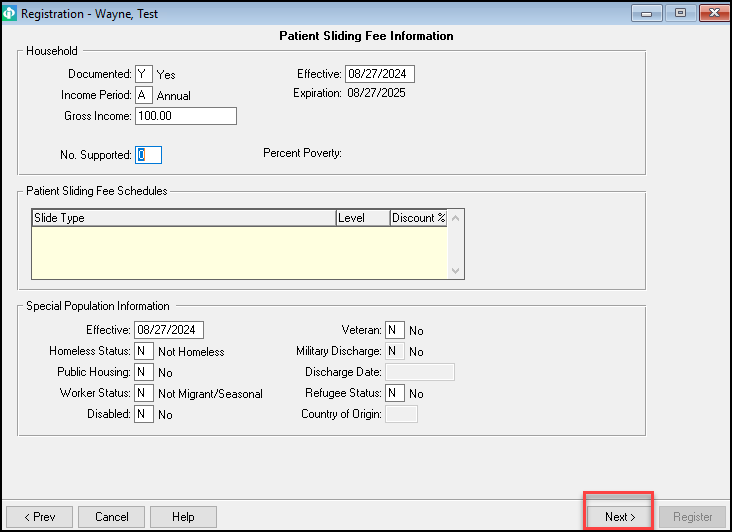 Registration - Wayne, Test
Patient Sliding Fee Information
Household
Documented: Y Yes Effective: 08/27/2024
Income Period: A Annual Expiration: 08/27/2025
Gross Income: 100.00
No. Supported: 0 Percent Poverty:
Patient Sliding Fee Schedules
Slide Type Level Discount %
Special Population Information
Effective: 08/27/2024 Veteran: N No
Homeless Status: N Not Homeless Military Discharge: N No
Public Housing: N No Discharge Date:
Worker Status: N Not Migrant/Seasonal Refugee Status: N No
Disabled: N No Country of Origin:
< Prev Cancel Help Next > Register